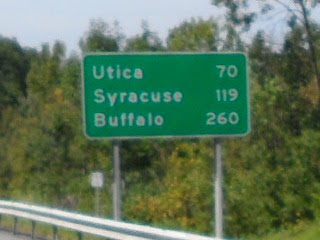 Utica 70
Syracuse 119
Buffalo 260